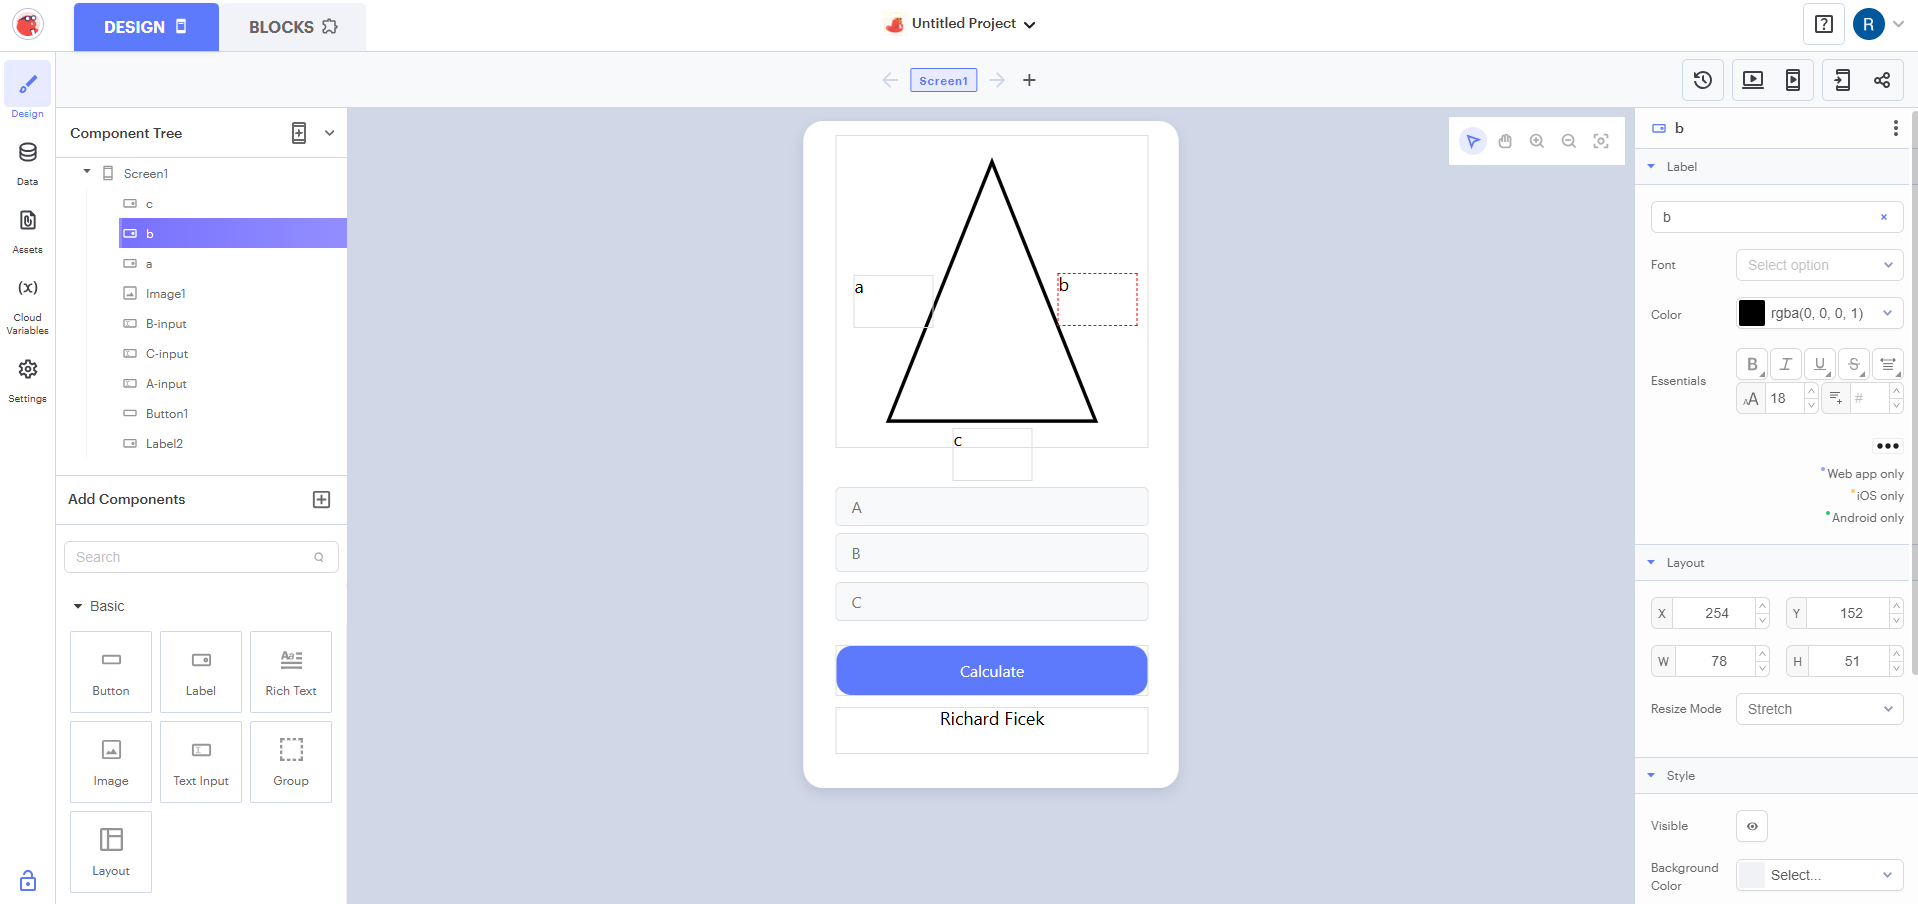 DESIGN
BLOCKS
Untitled Project
?
R
Screen1
Design
Data
Assets
(x)
Cloud
Variables
Settings
Component Tree
Screen1
c
b
a
Image1
B-input
C-input
A-input
Button1
Label2
Add Components
Search
Basic
Button
Label
Rich Text
Image
Text Input
Group
Layout
a
b
c
A
B
C
Calculate
Richard Ficek
b
Label
b
Font
Select option
Color
rgba(0, 0, 0, 1)
Essentials
B I U S
AA 18 #
Web app only
iOS only
Android only
Layout
X 254 Y 152
W 78 H 51
Resize Mode
Stretch
Style
Visible
Background
Color
Select...